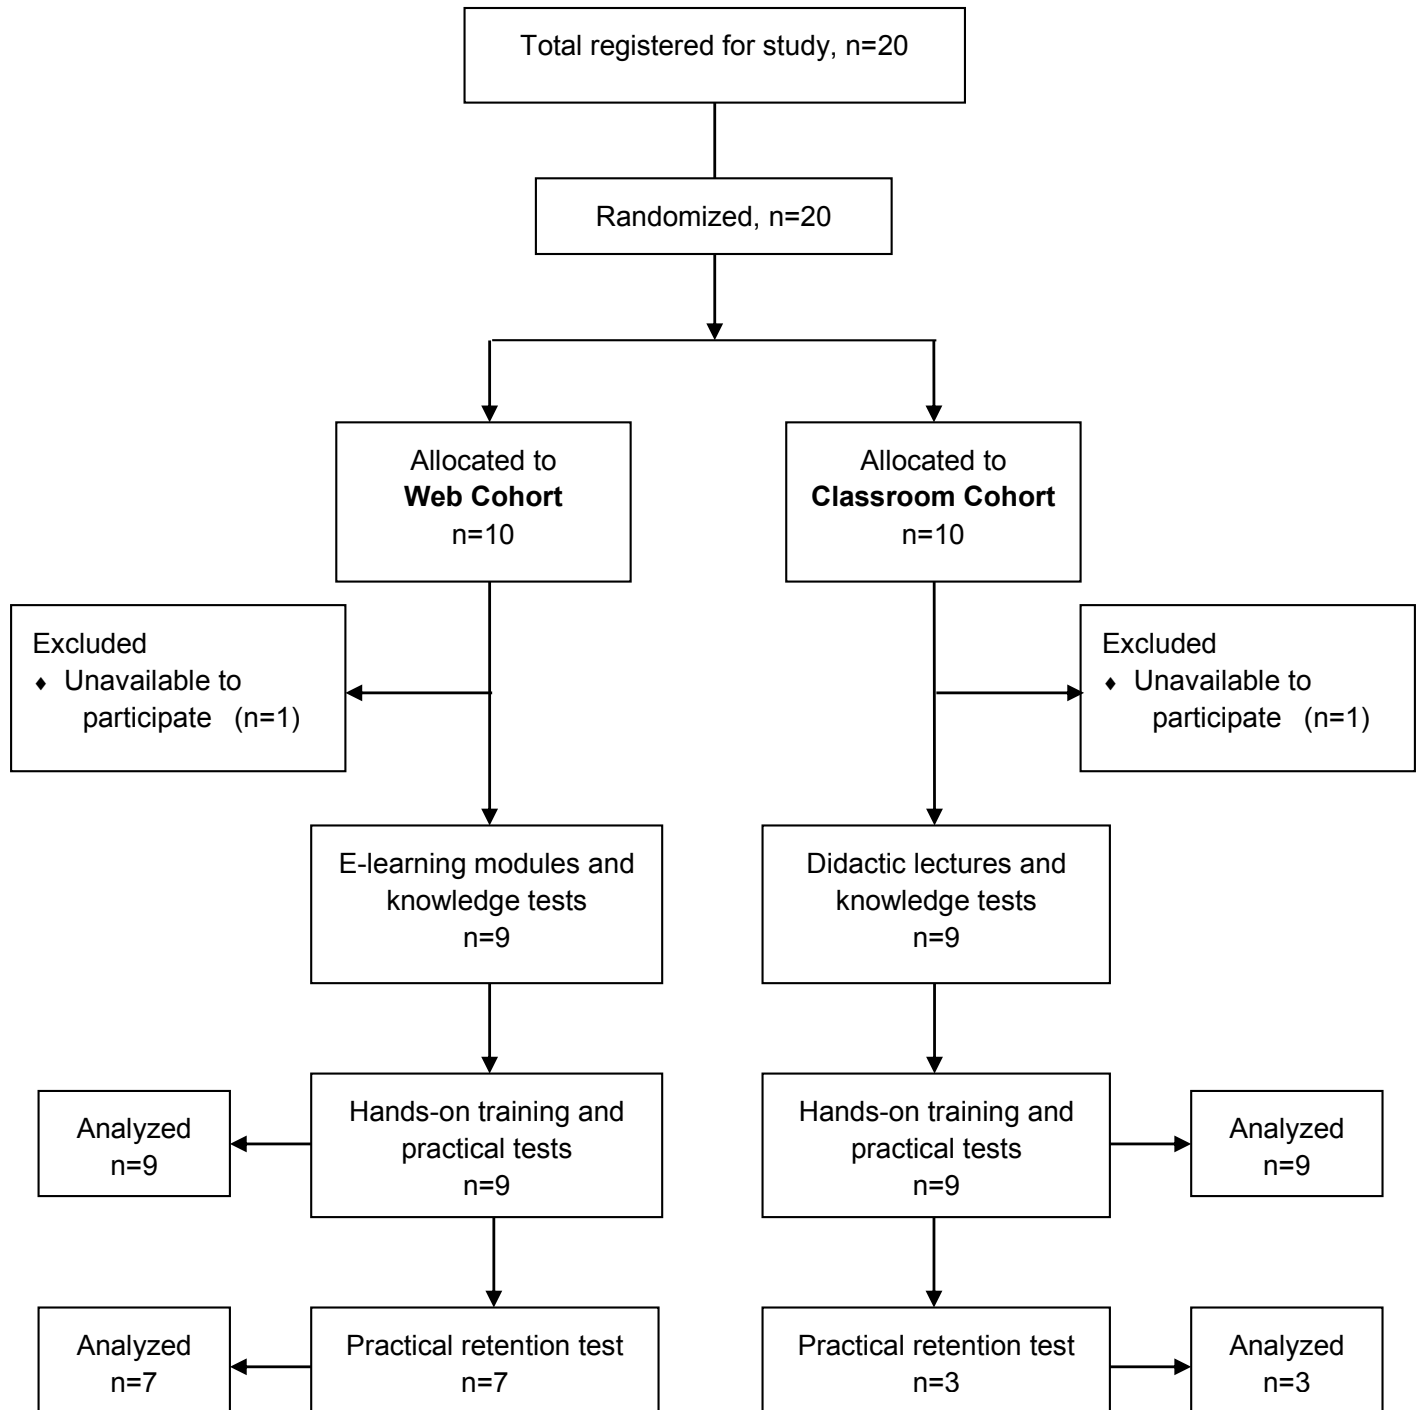 Total registered for study, n=20
Randomized, n=20
Allocated to
Web Cohort
n=10
Allocated to
Classroom Cohort
n=10
Excluded
♦ Unavailable to
participate (n=1)
Excluded
♦ Unavailable to
participate (n=1)
E-learning modules and
knowledge tests
n=9
Didactic lectures and
knowledge tests
n=9
Analyzed
n=9
Hands-on training and
practical tests
n=9
Hands-on training and
practical tests
n=9
Analyzed
n=9
Analyzed
n=7
Practical retention test
n=7
Practical retention test
n=3
Analyzed
n=3